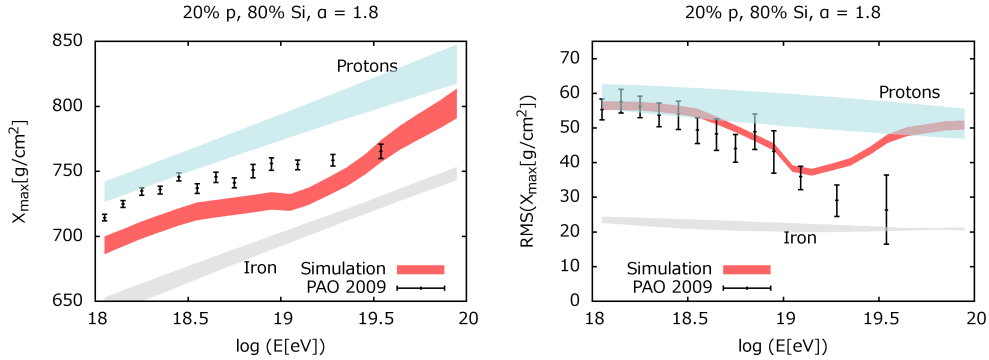 20% p, 80% Si, α = 1.8
850
800
750
700
650
X_max[g/cm²]
Protons
Iron
Simulation
PAO 2009
18
18.5
19
19.5
20
log (E[eV])
20% p, 80% Si, α = 1.8
70
60
50
40
30
20
10
0
RMS(X_max[g/cm²])
Protons
Iron
Simulation
PAO 2009
18
18.5
19
19.5
20
log (E[eV])